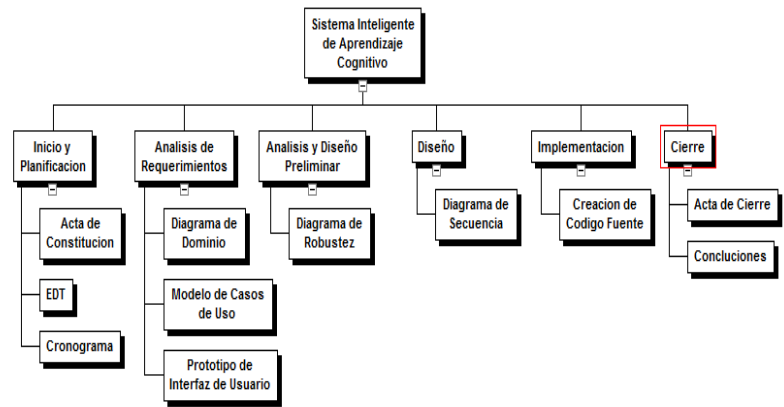 Sistema Inteligente
de Aprendizaje
Cognitivo
Inicio y
Planificacion
Analisis de
Requerimientos
Analisis y Diseño
Preliminar
Diseño
Implementacion
Cierre
Acta de
Constitucion
EDT
Cronograma
Diagrama de
Dominio
Modelo de Casos
de Uso
Prototipo de
Interfaz de Usuario
Diagrama de
Robustez
Diagrama de
Secuencia
Creacion de
Codigo Fuente
Acta de Cierre
Concluciones